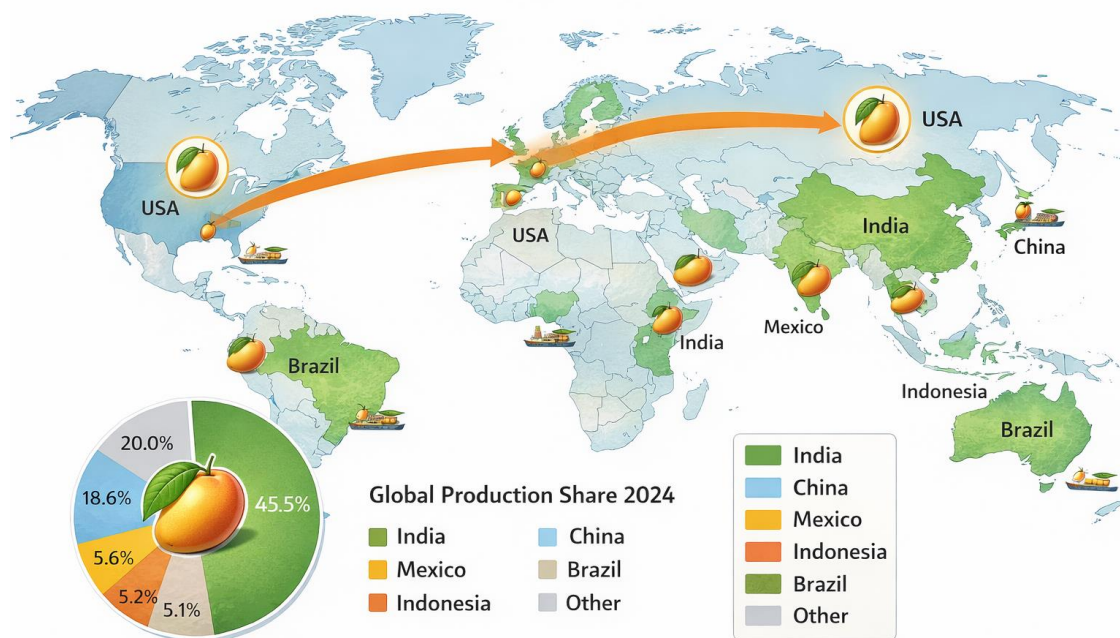 USA
USA
USA
India
China
India
Mexico
Brazil
Indonesia
Brazil
20.0%
18.6%
45.5%
5.6%
5.2%
5.1%
Global Production Share 2024
India
China
Mexico
Brazil
Indonesia
Other
India
China
Mexico
Indonesia
Brazil
Other